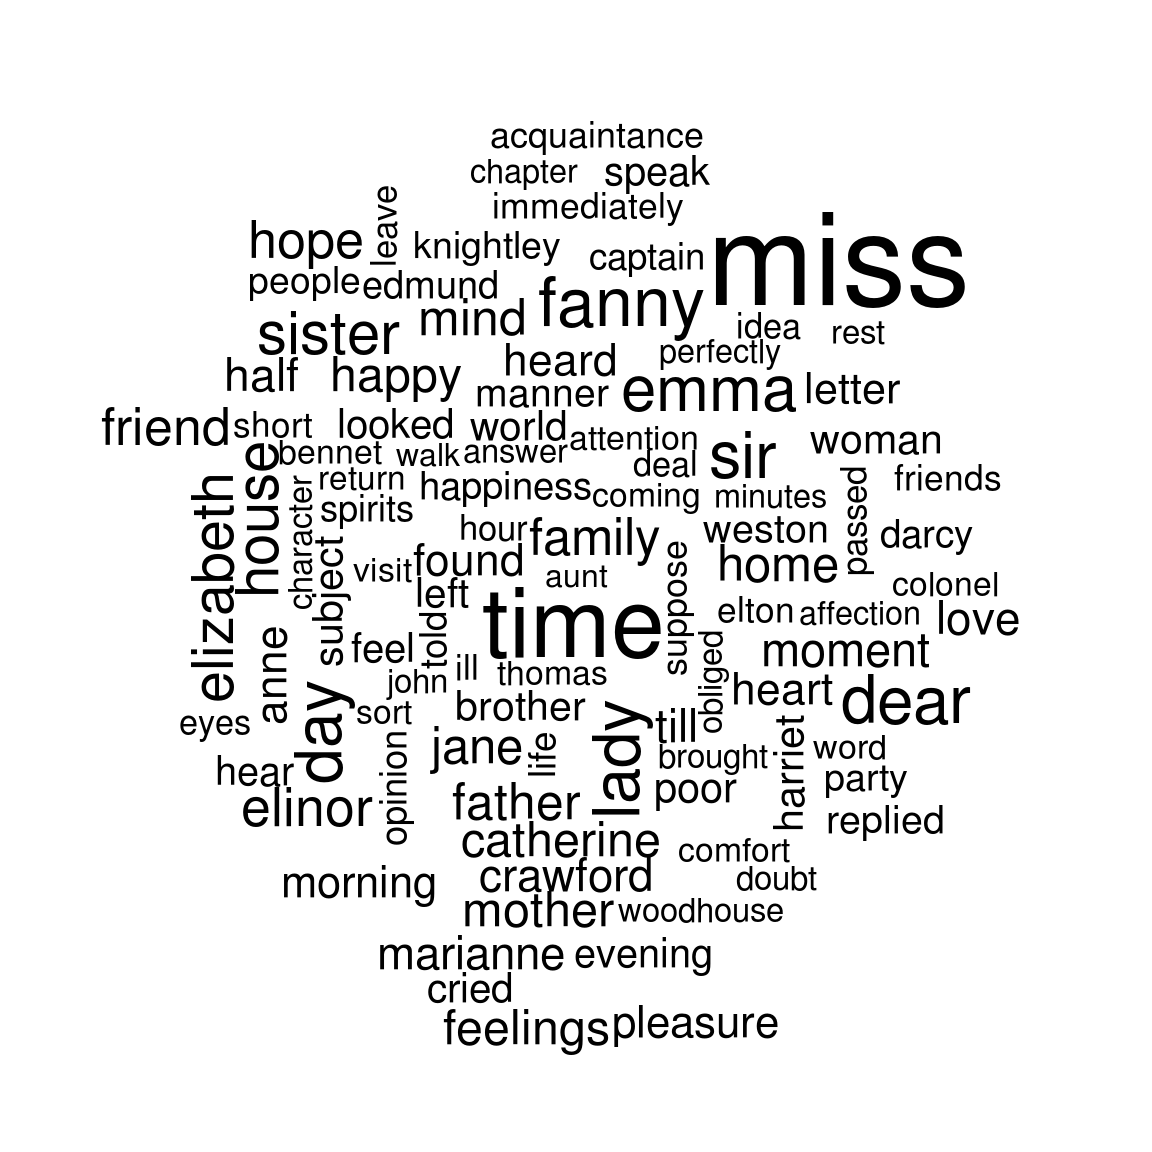 acquaintance
chapter speak
immediately
leave
hope knightley captain miss
people edmund fanny
sister mind idea rest
heard perfectly
half happy manner emma letter
friend short looked world attention woman
bennet walk answer deal sir
house return happiness coming minutes friends
elizabeth character spirits passed
hour family weston darcy
subject visit found home
aunt suppose colonel
left time elton affection love
anne told obliged moment
feel ill thomas
john heart dear
eyes day sort brother till
lady harriet
opinion jane life brought word
hear poor party
elinor father replied
catherine comfort
morning crawford doubt
mother woodhouse
marianne evening
cried
feelings pleasure